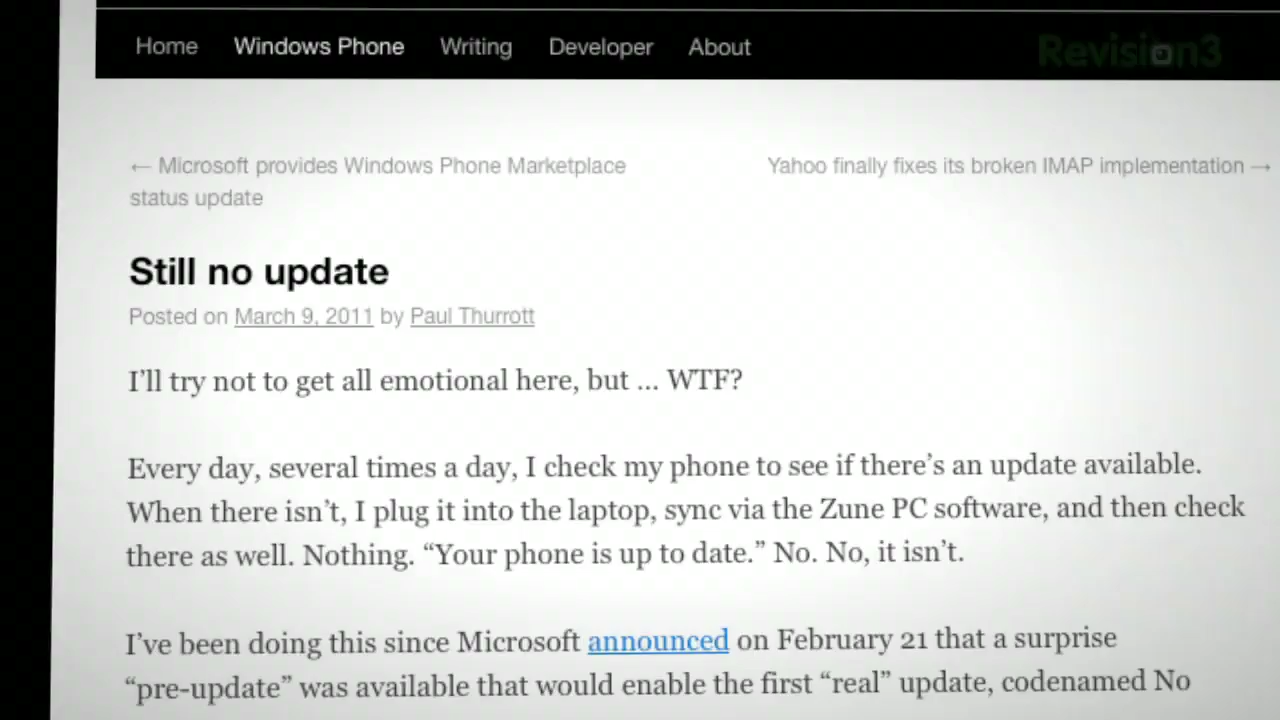 Home Windows Phone Writing Developer About
Revision3
← Microsoft provides Windows Phone Marketplace
status update
Yahoo finally fixes its broken IMAP implementation →
Still no update
Posted on March 9, 2011 by Paul Thurrott
I’ll try not to get all emotional here, but ... WTF?
Every day, several times a day, I check my phone to see if there’s an update available.
When there isn’t, I plug it into the laptop, sync via the Zune PC software, and then check
there as well. Nothing. “Your phone is up to date.” No. No, it isn’t.
I’ve been doing this since Microsoft announced on February 21 that a surprise
“pre-update” was available that would enable the first “real” update, codenamed No